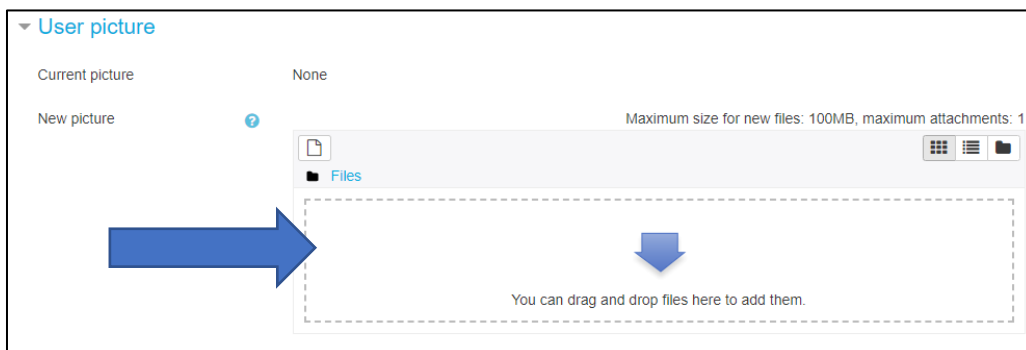 User picture
Current picture None
New picture Maximum size for new files: 100MB, maximum attachments: 1
Files
You can drag and drop files here to add them.